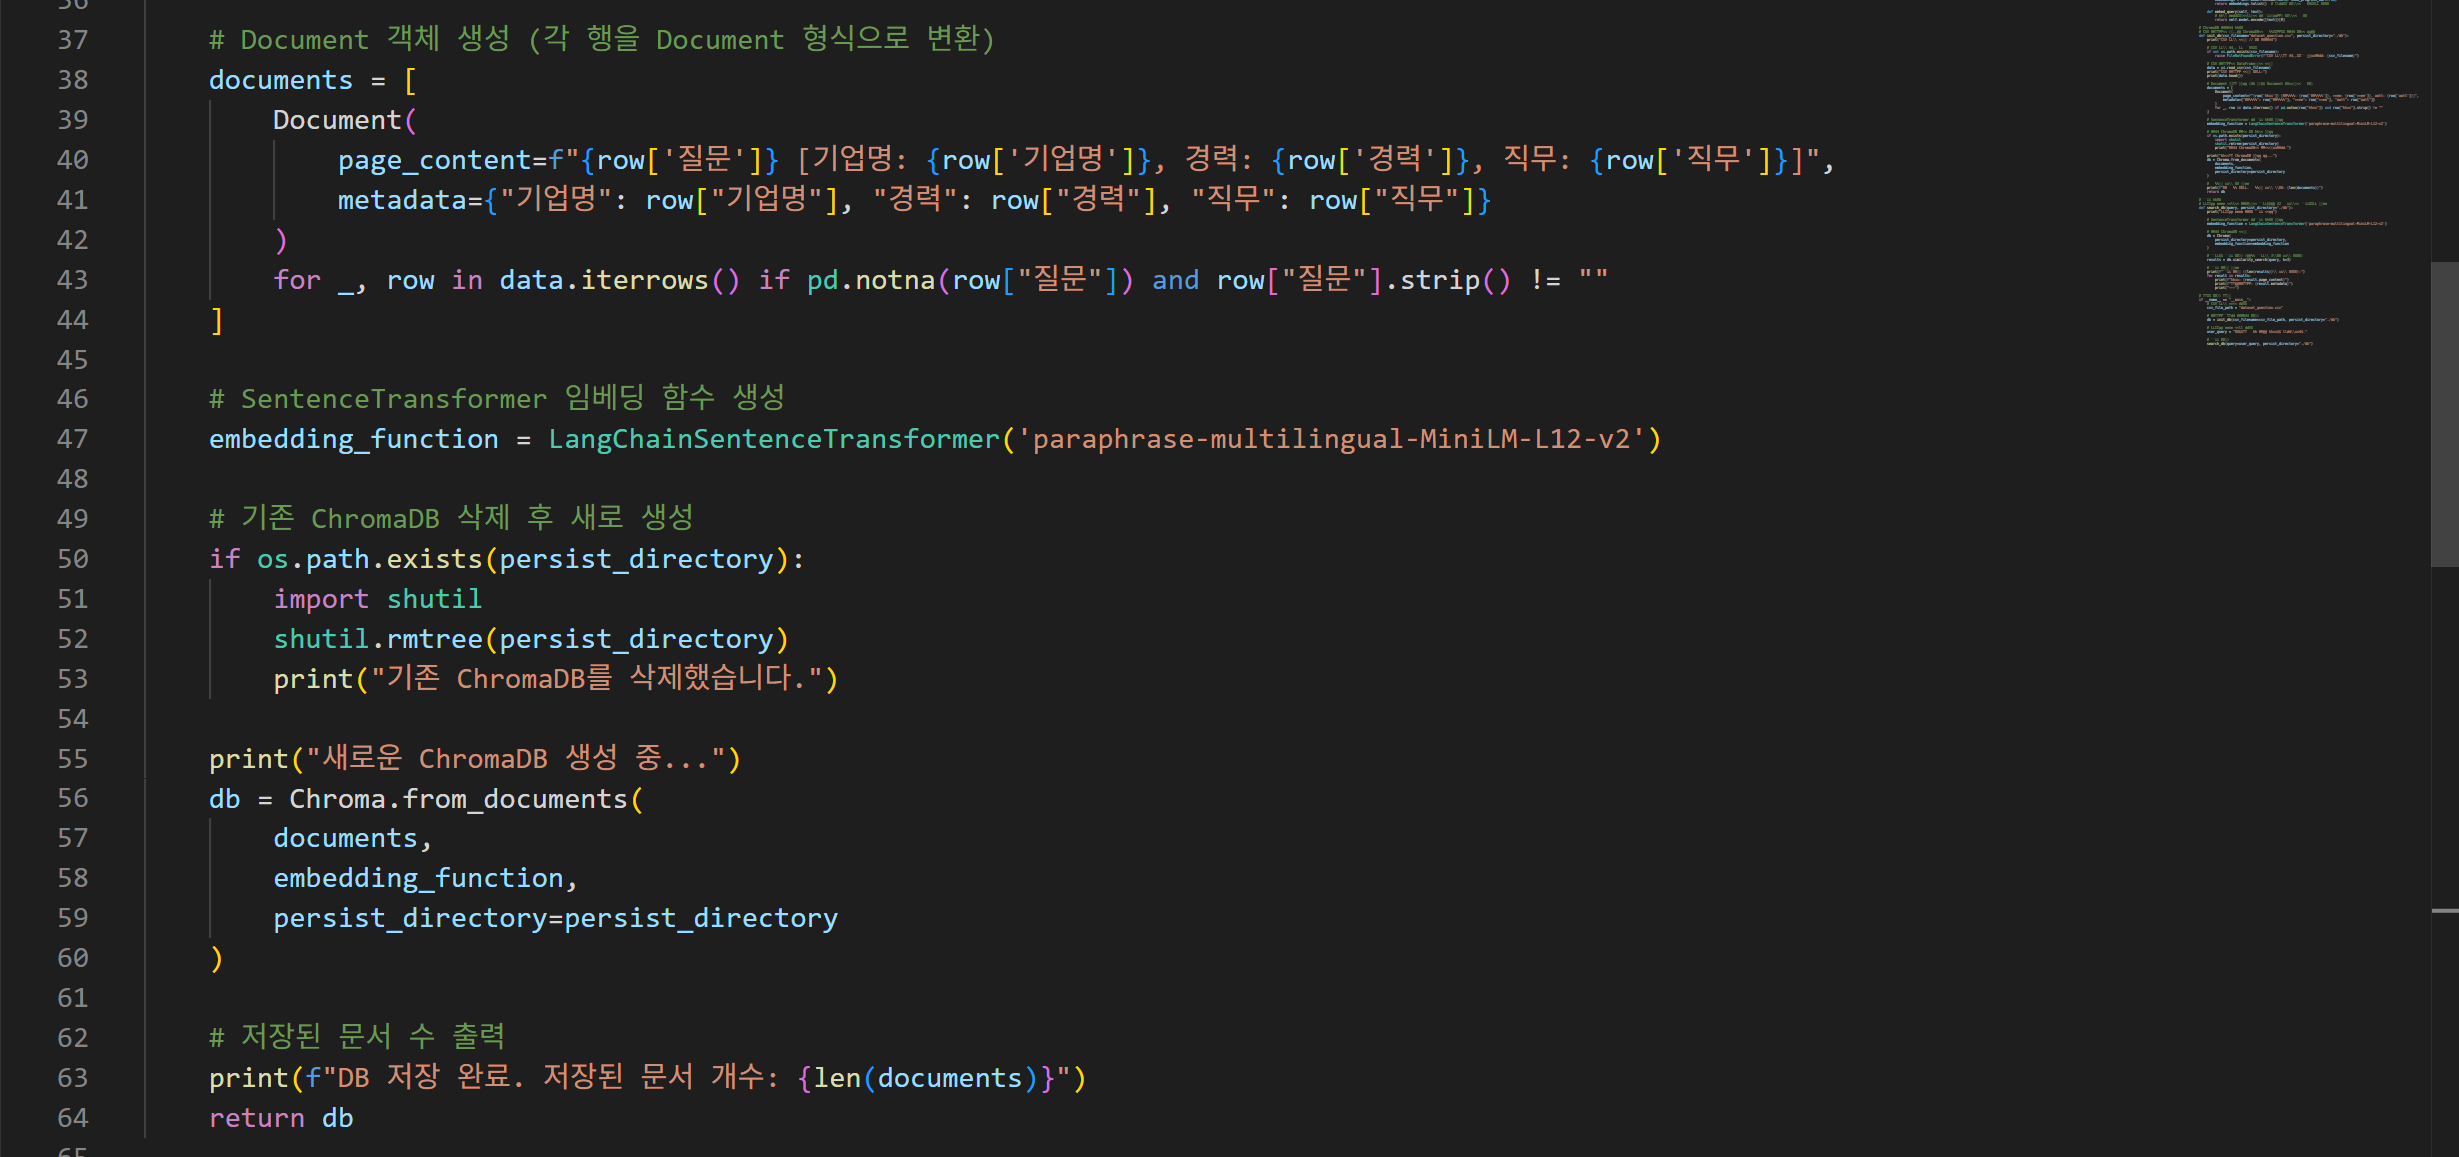 36
37 # Document 객체 생성 (각 행을 Document 형식으로 변환)
38 documents = [
39 Document(
40 page_content=f"{row['질문']} [기업명: {row['기업명']}, 경력: {row['경력']}, 직무: {row['직무']}]",
41 metadata={"기업명": row["기업명"], "경력": row["경력"], "직무": row["직무"]}
42 )
43 for _, row in data.iterrows() if pd.notna(row["질문"]) and row["질문"].strip() != ""
44 ]
45
46 # SentenceTransformer 임베딩 함수 생성
47 embedding_function = LangChainSentenceTransformer('paraphrase-multilingual-MiniLM-L12-v2')
48
49 # 기존 ChromaDB 삭제 후 새로 생성
50 if os.path.exists(persist_directory):
51 import shutil
52 shutil.rmtree(persist_directory)
53 print("기존 ChromaDB를 삭제했습니다.")
54
55 print("새로운 ChromaDB 생성 중...")
56 db = Chroma.from_documents(
57 documents,
58 embedding_function,
59 persist_directory=persist_directory
60 )
61
62 # 저장된 문서 수 출력
63 print(f"DB 저장 완료. 저장된 문서 개수: {len(documents)}")
64 return db
65